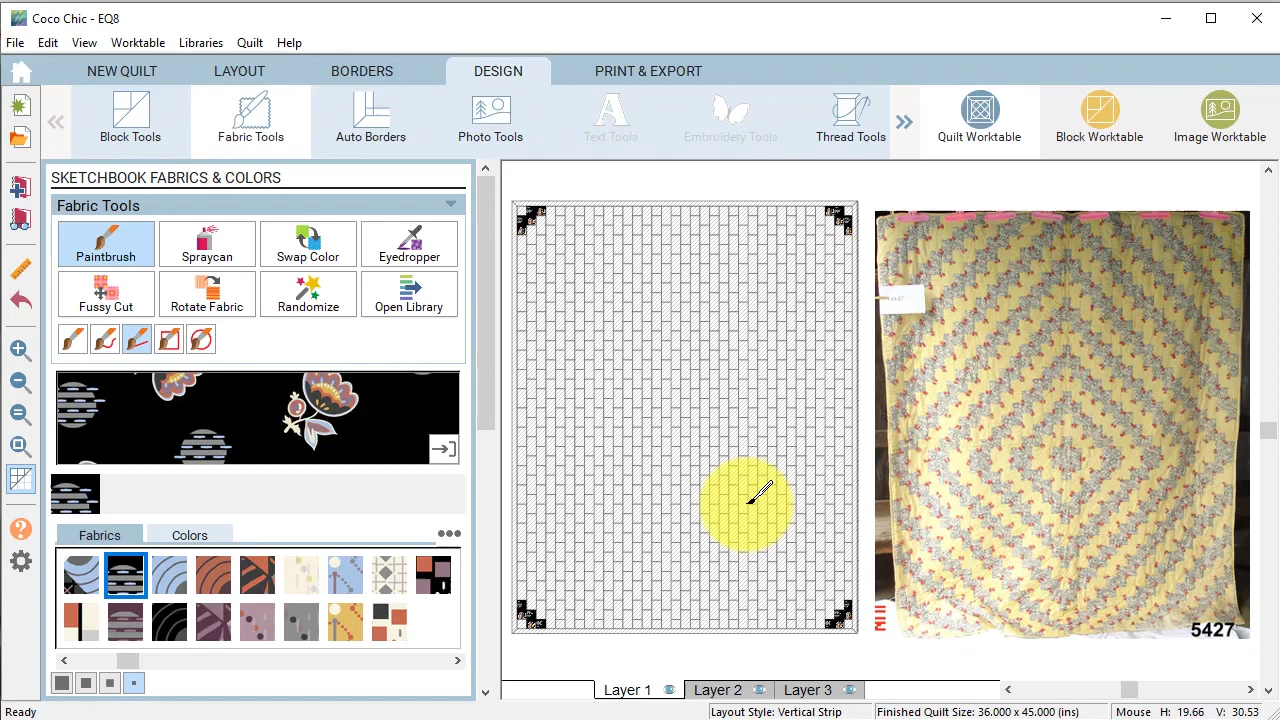 Coco Chic - EQ8
File Edit View Worktable Libraries Quilt Help
NEW QUILT LAYOUT BORDERS DESIGN PRINT & EXPORT
Block Tools Fabric Tools Auto Borders Photo Tools Text Tools Embroidery Tools Thread Tools Quilt Worktable Block Worktable Image Worktable
SKETCHBOOK FABRICS & COLORS
Fabric Tools
Paintbrush Spraycan Swap Color Eyedropper
Fussy Cut Rotate Fabric Randomize Open Library
Fabrics Colors
5427
Layer 1 Layer 2 Layer 3
Ready Layout Style: Vertical Strip Finished Quilt Size: 36.000 x 45.000 (ins) Mouse H: 19.66 V: 30.53